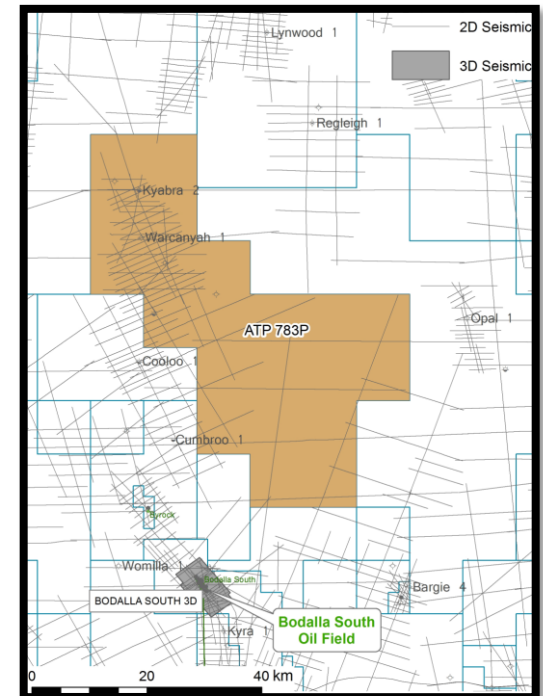 Lynwood 1
2D Seismic
3D Seismic
Regleigh 1
Kyabra 2
Warcanyah 1
ATP 783P
Opal 1
Cooloo 1
Cumbroo 1
Byrock
Womilla 1
Bodalla South
BODALLA SOUTH 3D
Bargie 4
Bodalla South
Oil Field
Kyra 1
0 20 40 km